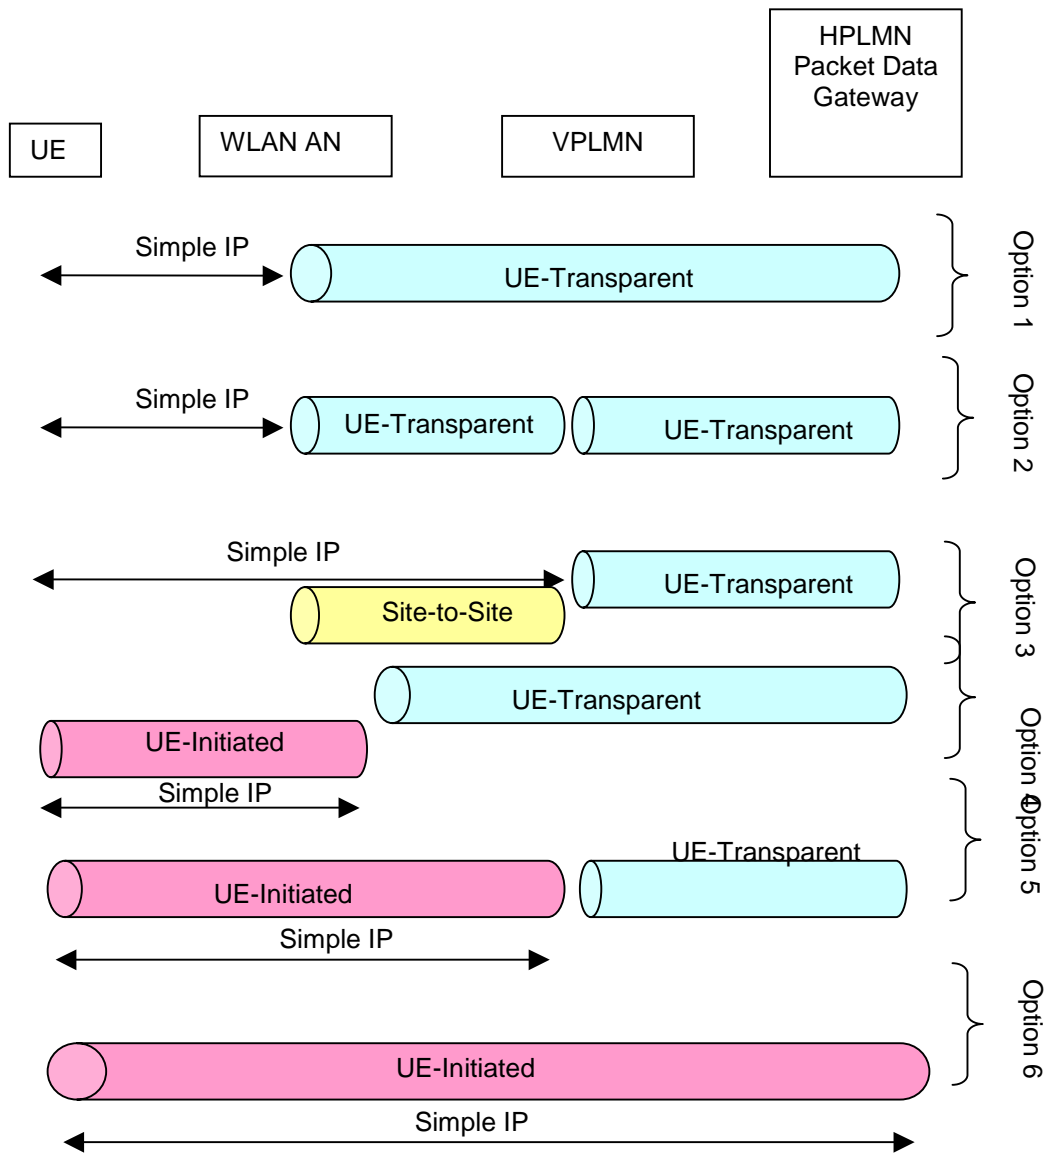 HPLMN
Packet Data
Gateway
UE
WLAN AN
VPLMN
Simple IP
UE-Transparent
Option 1
Simple IP
UE-Transparent
UE-Transparent
Option 2
Simple IP
UE-Transparent
Site-to-Site
Option 3
UE-Transparent
UE-Initiated
Simple IP
Option 4
UE-Transparent
UE-Initiated
Simple IP
Option 5
UE-Initiated
Simple IP
Option 6